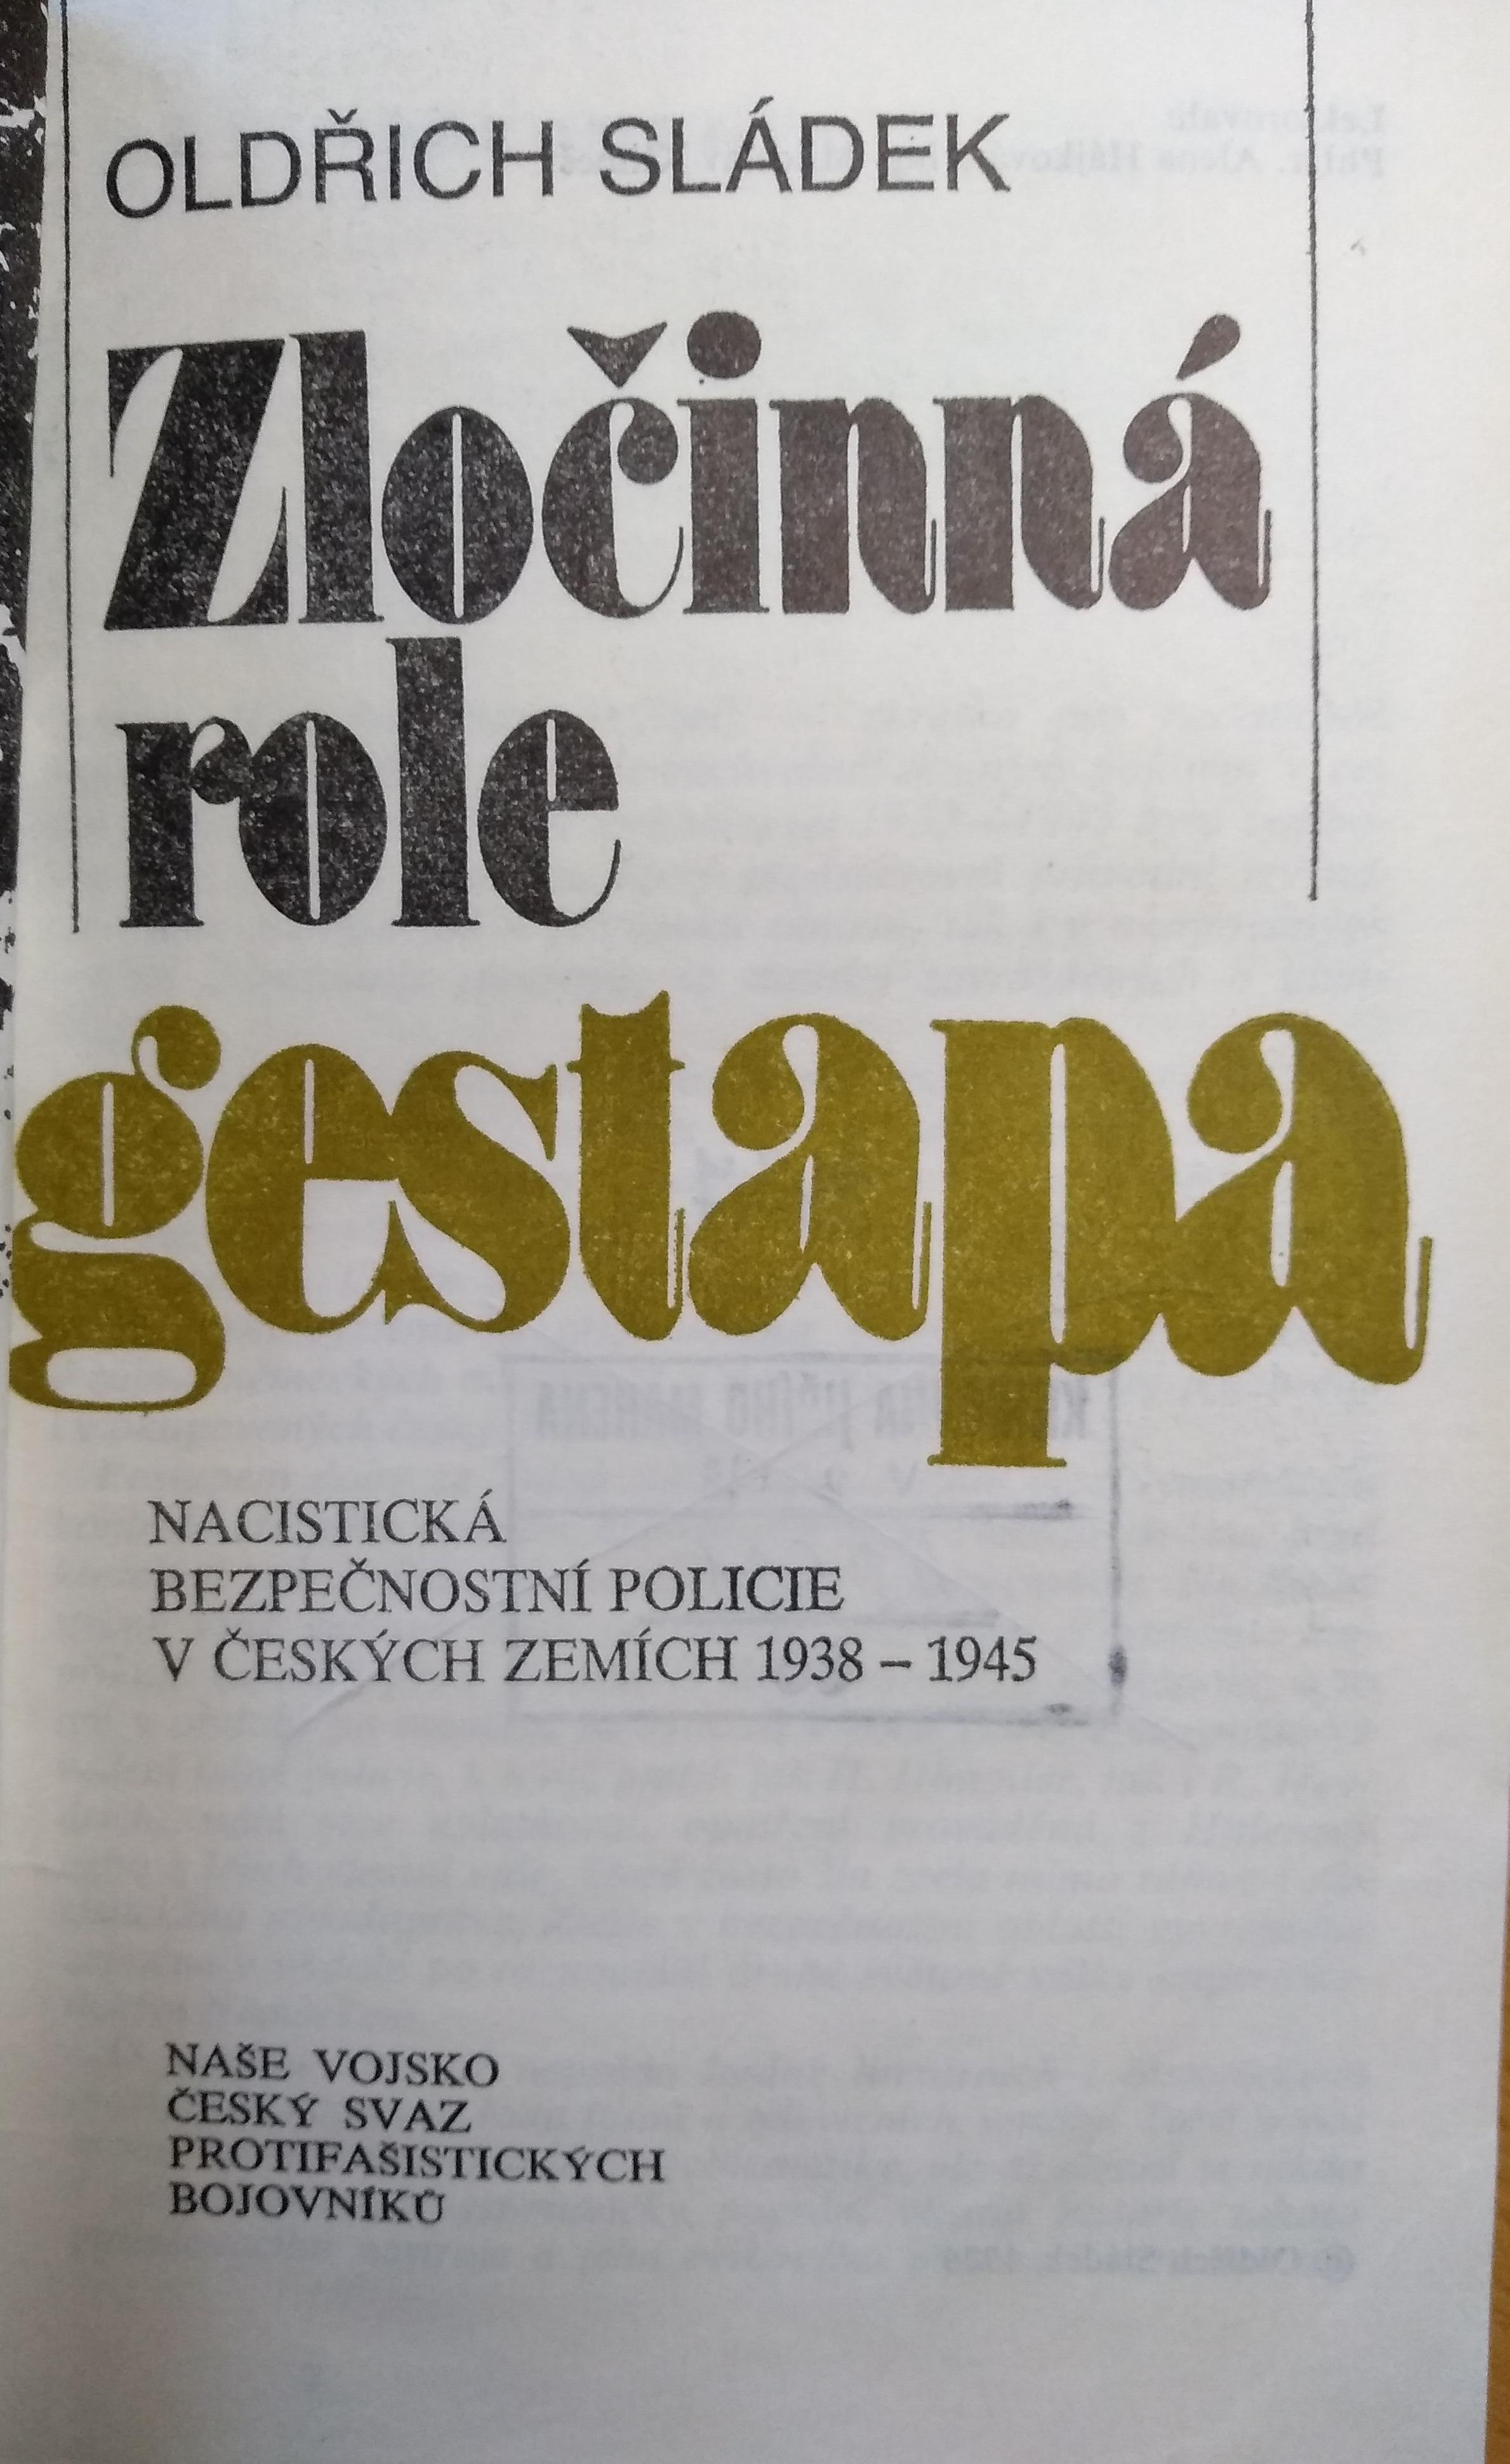 OLDŘICH SLÁDEK
Zločinná
role
gestapa
NACISTICKÁ
BEZPEČNOSTNÍ POLICIE
V ČESKÝCH ZEMÍCH 1938 – 1945
NAŠE VOJSKO
ČESKÝ SVAZ
PROTIFAŠISTICKÝCH
BOJOVNÍKŮ